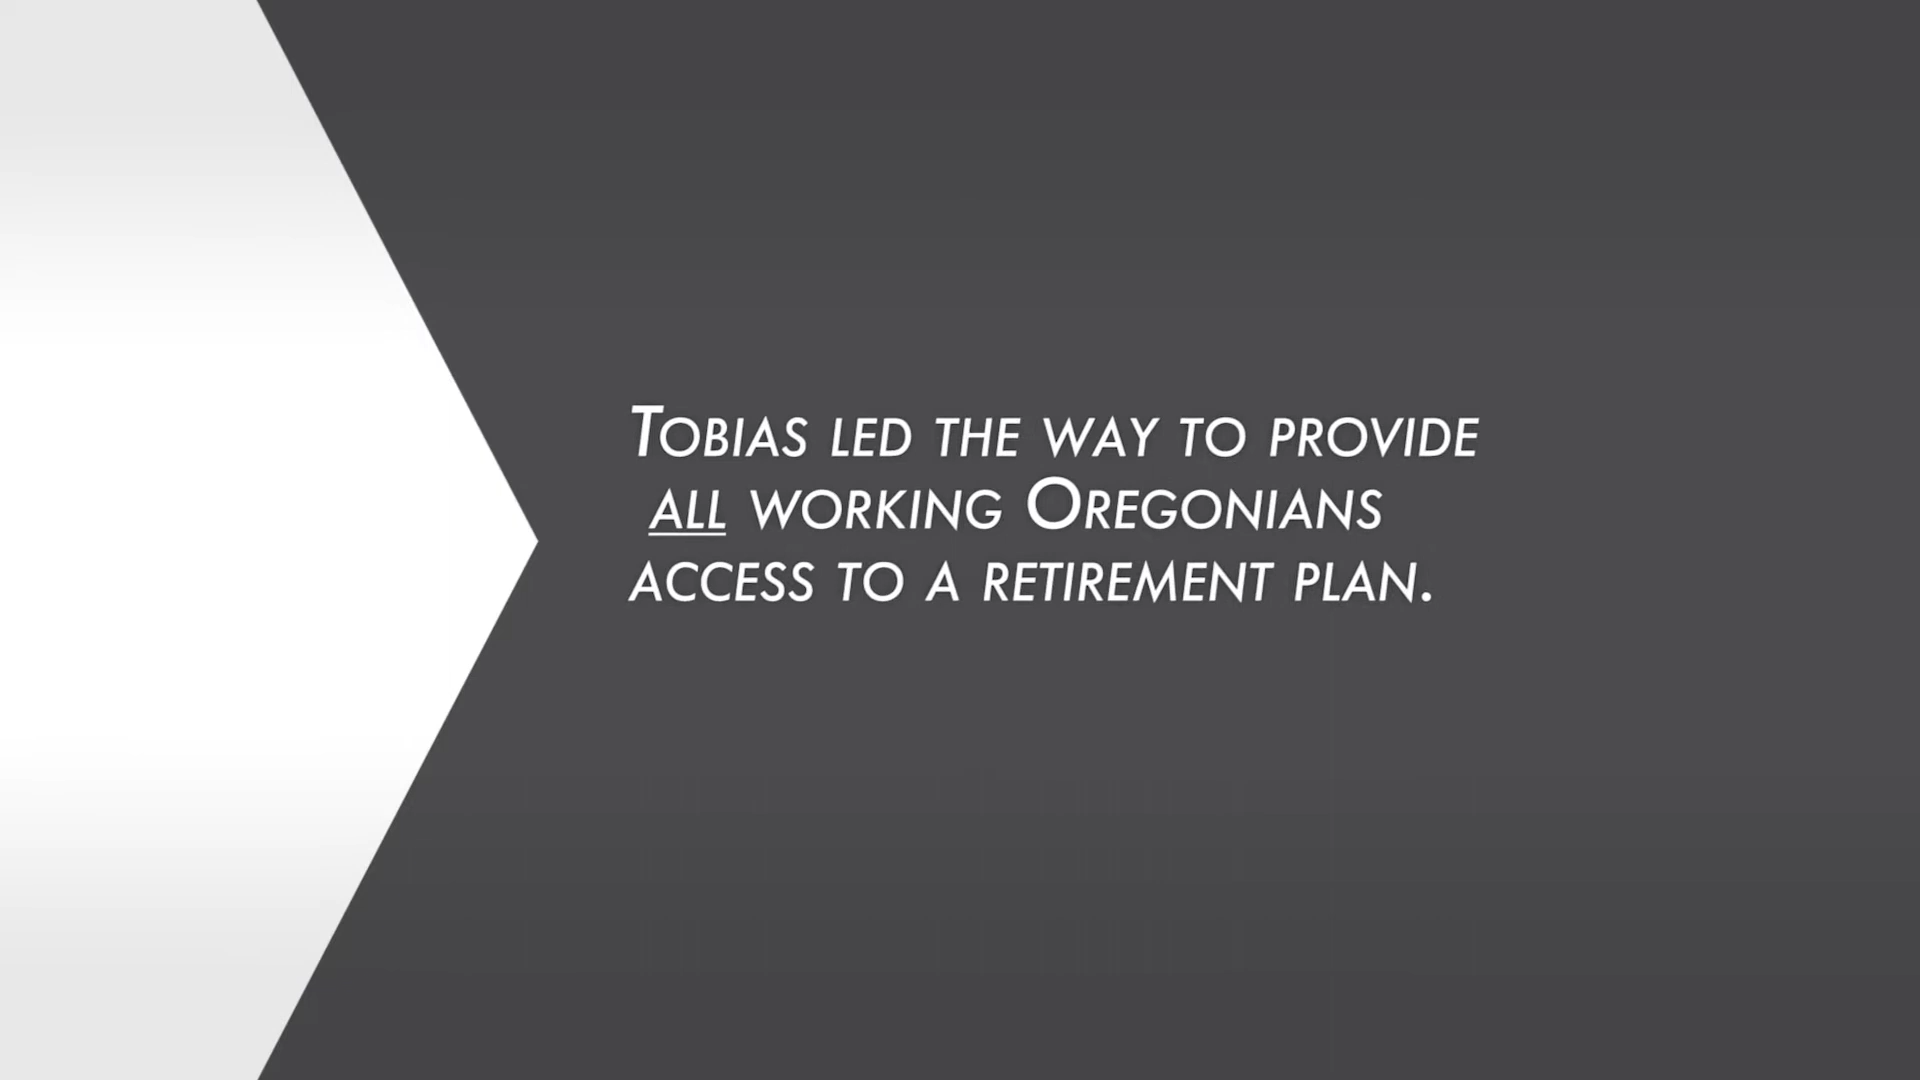 Tobias led the way to provide
all working Oregonians
access to a retirement plan.